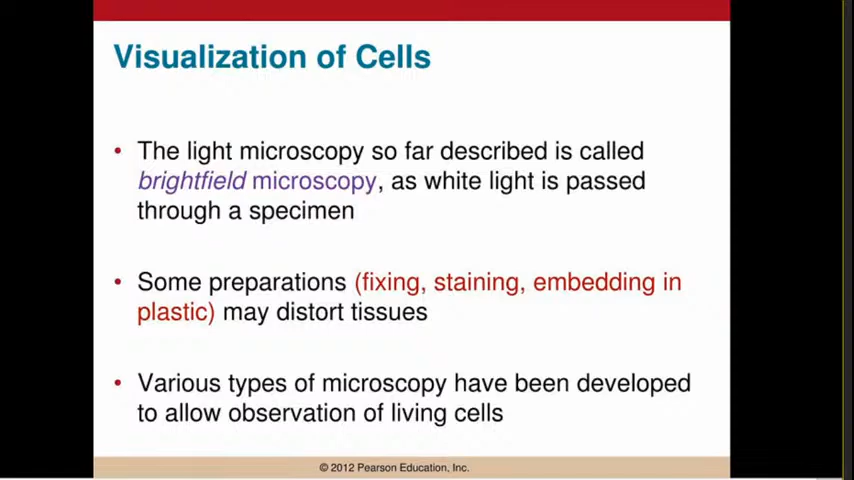 Visualization of Cells
• The light microscopy so far described is called
brightfield microscopy, as white light is passed
through a specimen
• Some preparations (fixing, staining, embedding in
plastic) may distort tissues
• Various types of microscopy have been developed
to allow observation of living cells
© 2012 Pearson Education, Inc.